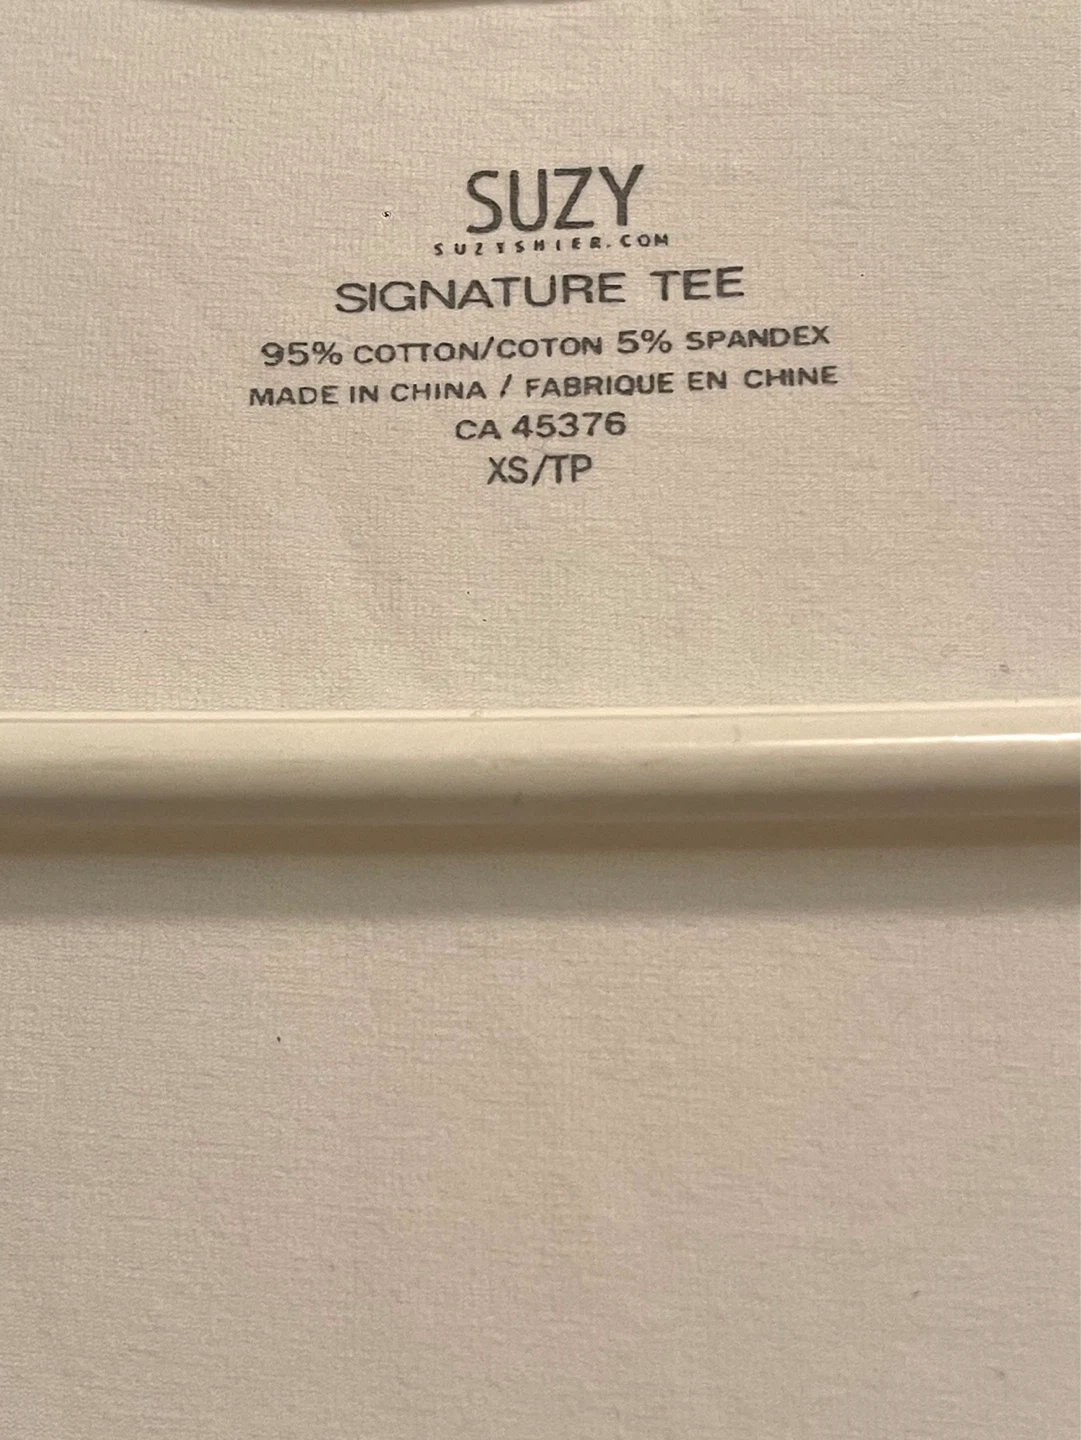 SUZY
SUZYSHIER.COM
SIGNATURE TEE
95% COTTON/COTON 5% SPANDEX
MADE IN CHINA / FABRIQUE EN CHINE
CA 45376
XS/TP